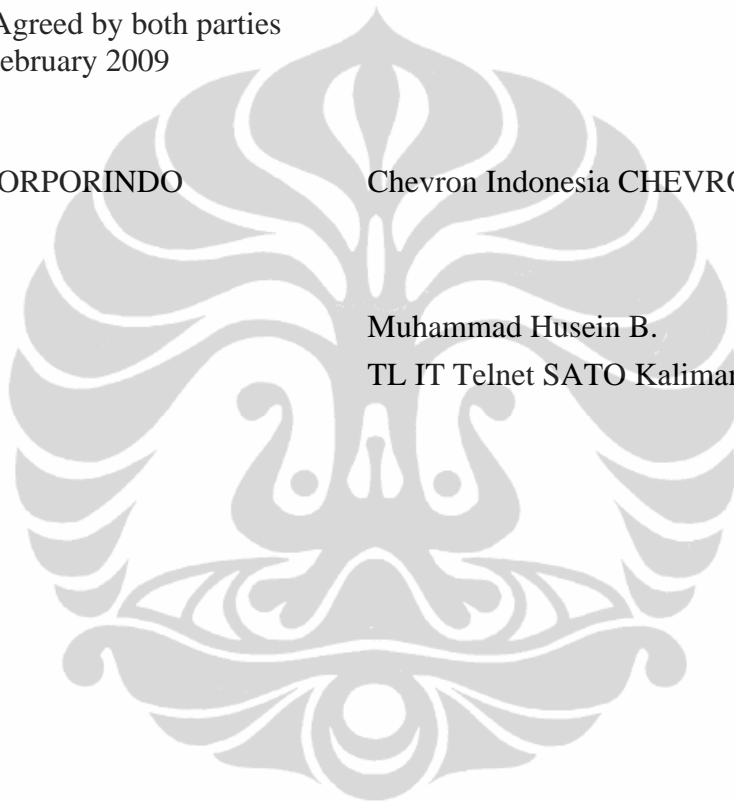 Agreed by both parties
ebruary 2009
ORPORINDO Chevron Indonesia CHEVRO
Muhammad Husein B.
TL IT Telnet SATO Kaliman